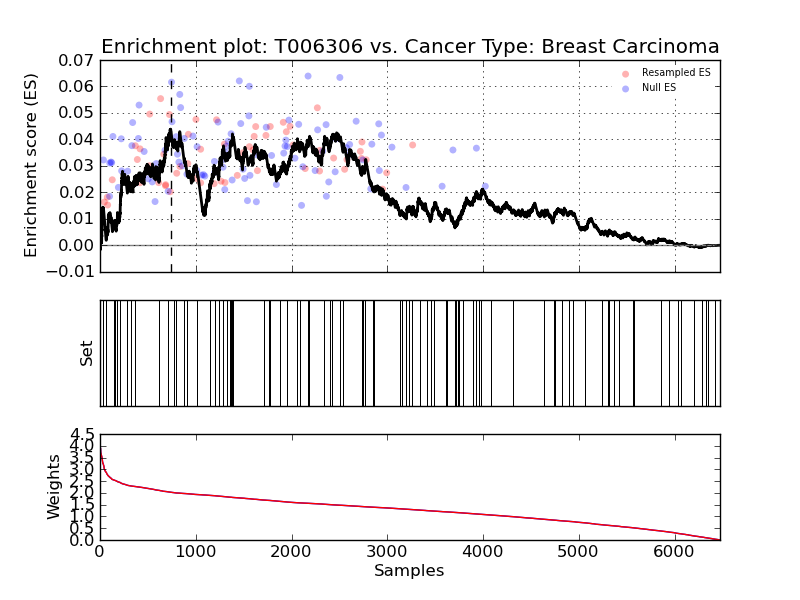 Enrichment plot: T006306 vs. Cancer Type: Breast Carcinoma
0.07
0.06
0.05
0.04
0.03
0.02
0.01
0.00
−0.01
Enrichment score (ES)
Resampled ES
Null ES
Set
4.5
4.0
3.5
3.0
2.5
2.0
1.5
1.0
0.5
0.0
Weights
0 1000 2000 3000 4000 5000 6000
Samples